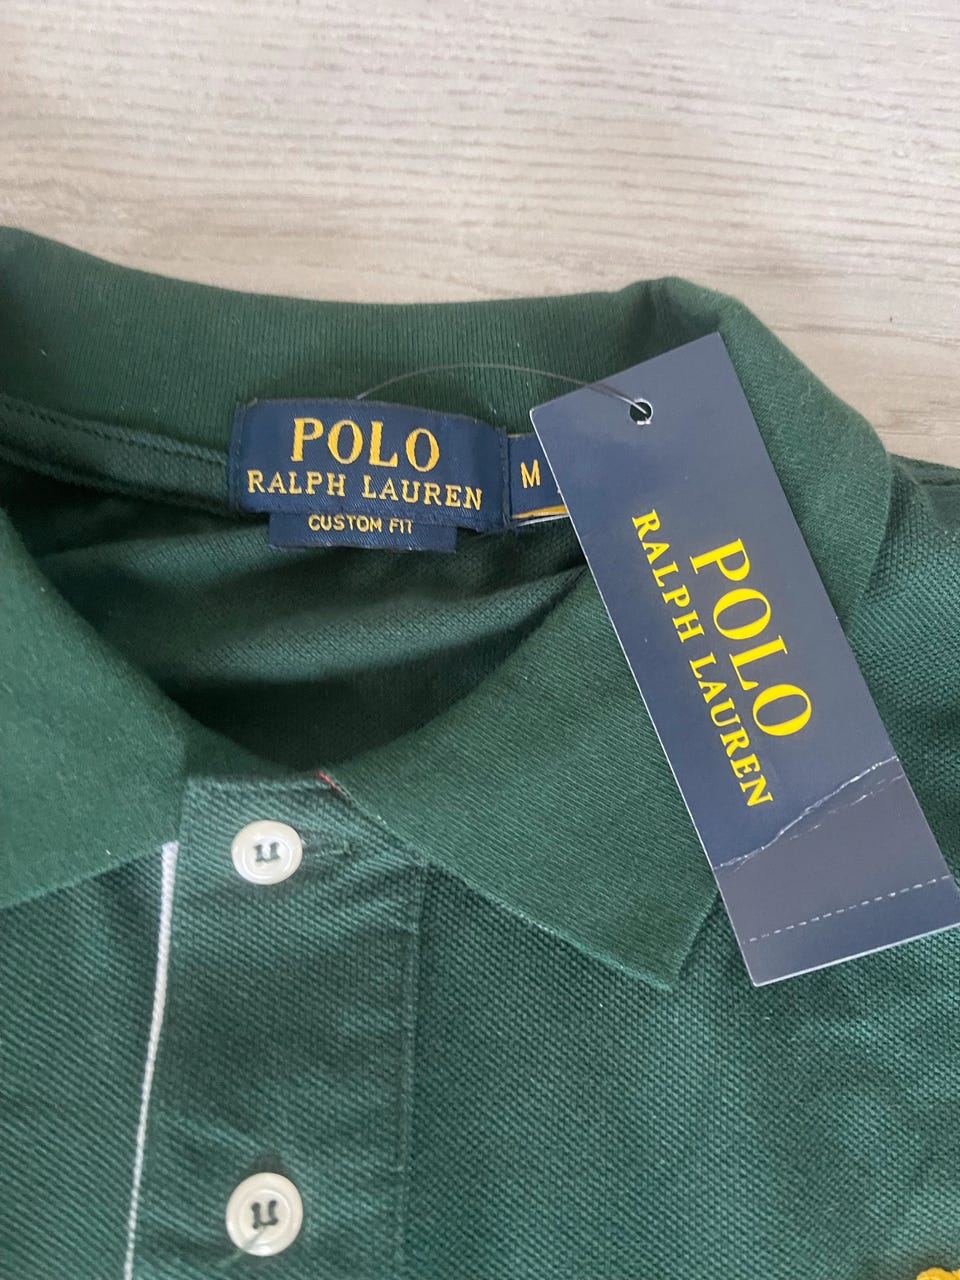 POLO
RALPH LAUREN
CUSTOM FIT
M
POLO
RALPH LAUREN